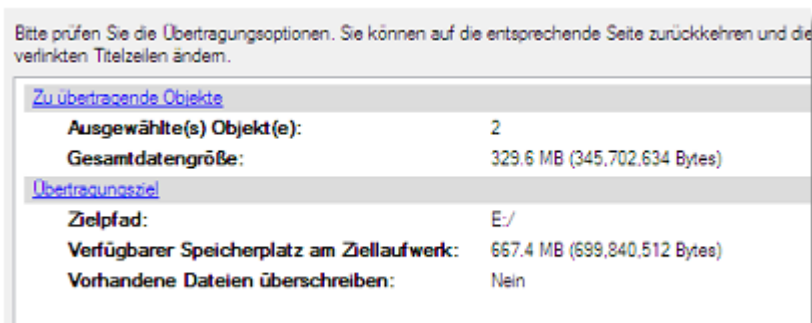 Bitte prüfen Sie die Übertragungsoptionen. Sie können auf die entsprechende Seite zurückkehren und die
verlinkten Titelzeilen ändern.
Zu übertragende Objekte
Ausgewählte(s) Objekt(e): 2
Gesamtdatengröße: 329.6 MB (345,702,634 Bytes)
Übertragungsziel
Zielpfad: E:/
Verfügbarer Speicherplatz am Ziellaufwerk: 667.4 MB (699,840,512 Bytes)
Vorhandene Dateien überschreiben: Nein